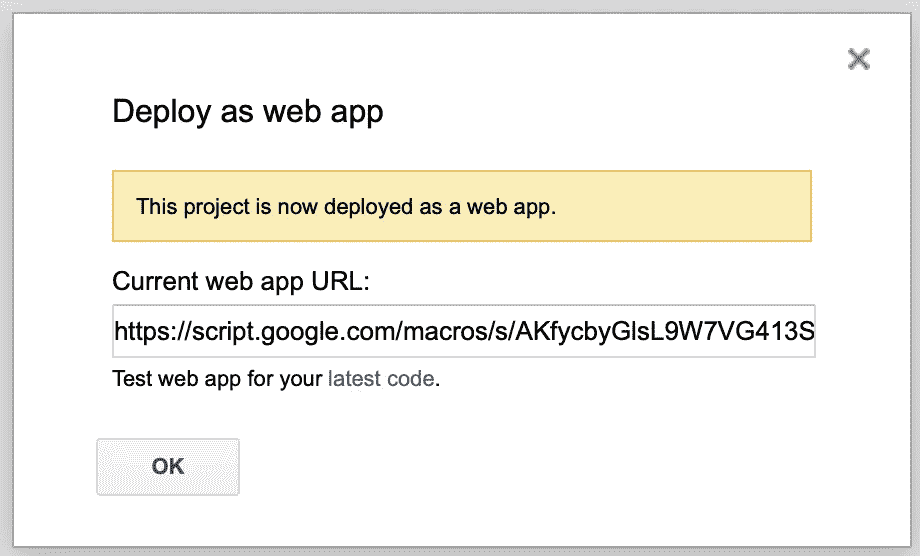 Deploy as web app
This project is now deployed as a web app.
Current web app URL:
https://script.google.com/macros/s/AKfycbyGlsL9W7VG413S
Test web app for your latest code.
OK